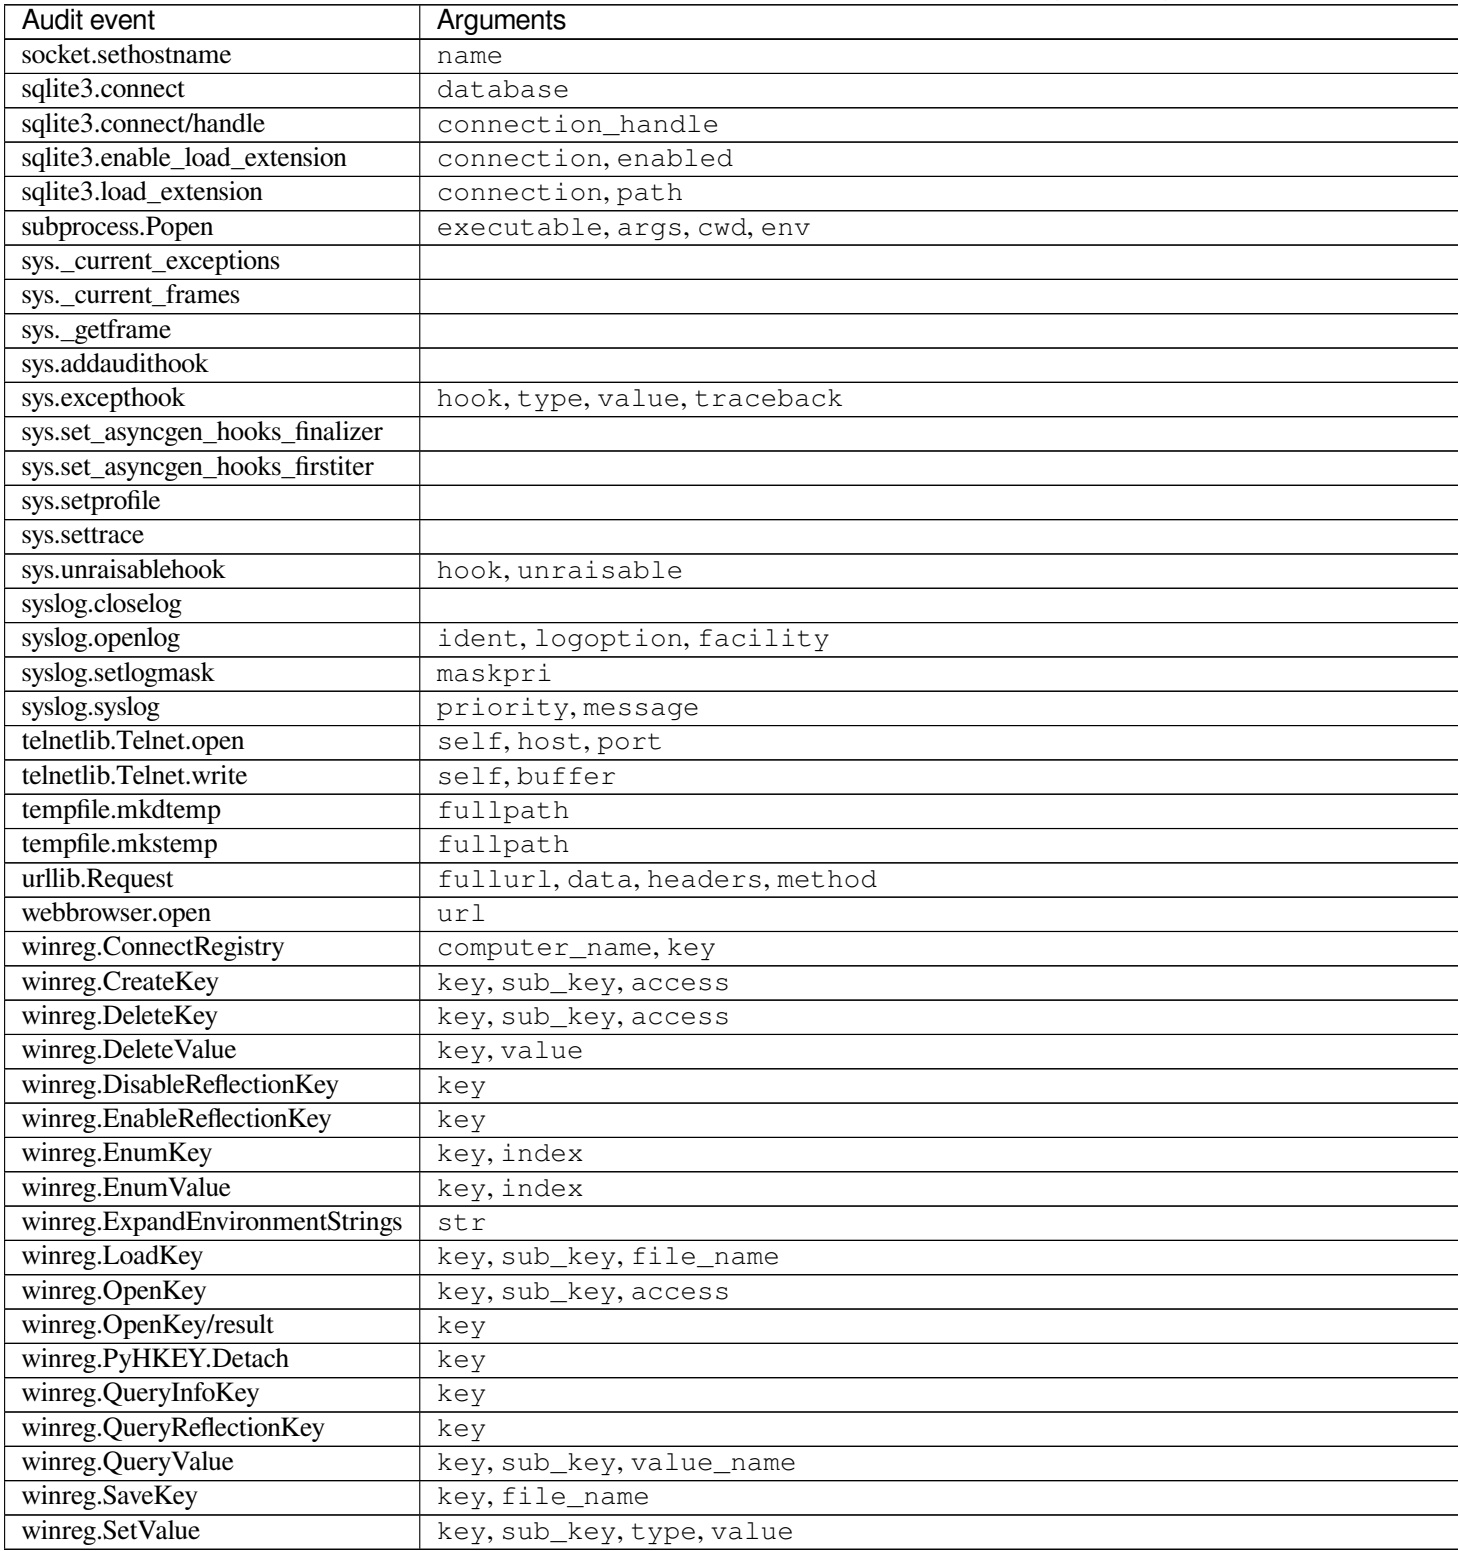 Audit event Arguments
socket.sethostname name
sqlite3.connect database
sqlite3.connect/handle connection_handle
sqlite3.enable_load_extension connection, enabled
sqlite3.load_extension connection, path
subprocess.Popen executable, args, cwd, env
sys._current_exceptions
sys._current_frames
sys._getframe
sys.addaudithook
sys.excepthook hook, type, value, traceback
sys.set_asyncgen_hooks_finalizer
sys.set_asyncgen_hooks_firstiter
sys.setprofile
sys.settrace
sys.unraisablehook hook, unraisable
syslog.closelog
syslog.openlog ident, logoption, facility
syslog.setlogmask maskpri
syslog.syslog priority, message
telnetlib.Telnet.open self, host, port
telnetlib.Telnet.write self, buffer
tempfile.mkdtemp fullpath
tempfile.mkstemp fullpath
urllib.Request fullurl, data, headers, method
webbrowser.open url
winreg.ConnectRegistry computer_name, key
winreg.CreateKey key, sub_key, access
winreg.DeleteKey key, sub_key, access
winreg.DeleteValue key, value
winreg.DisableReflectionKey key
winreg.EnableReflectionKey key
winreg.EnumKey key, index
winreg.EnumValue key, index
winreg.ExpandEnvironmentStrings str
winreg.LoadKey key, sub_key, file_name
winreg.OpenKey key, sub_key, access
winreg.OpenKey/result key
winreg.PyHKEY.Detach key
winreg.QueryInfoKey key
winreg.QueryReflectionKey key
winreg.QueryValue key, sub_key, value_name
winreg.SaveKey key, file_name
winreg.SetValue key, sub_key, type, value